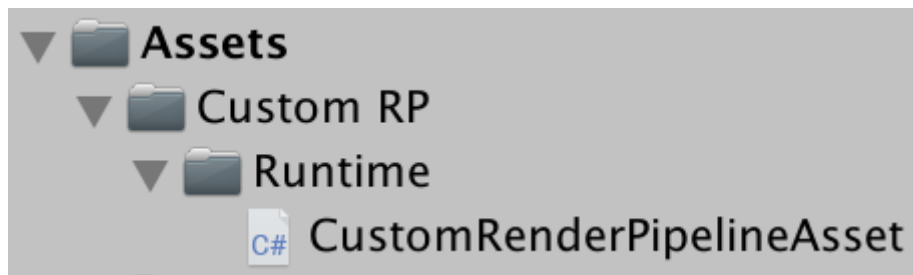 Assets
Custom RP
Runtime
C# CustomRenderPipelineAsset